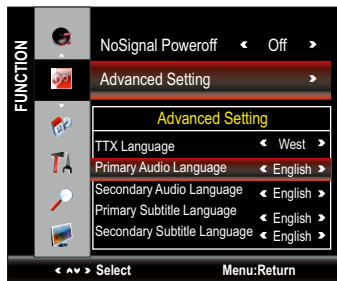 FUNCTION
NoSignal Poweroff Off
Advanced Setting
Advanced Setting
TTX Language West
Primary Audio Language English
Secondary Audio Language English
Primary Subtitle Language English
Secondary Subtitle Language English
Select Menu:Return